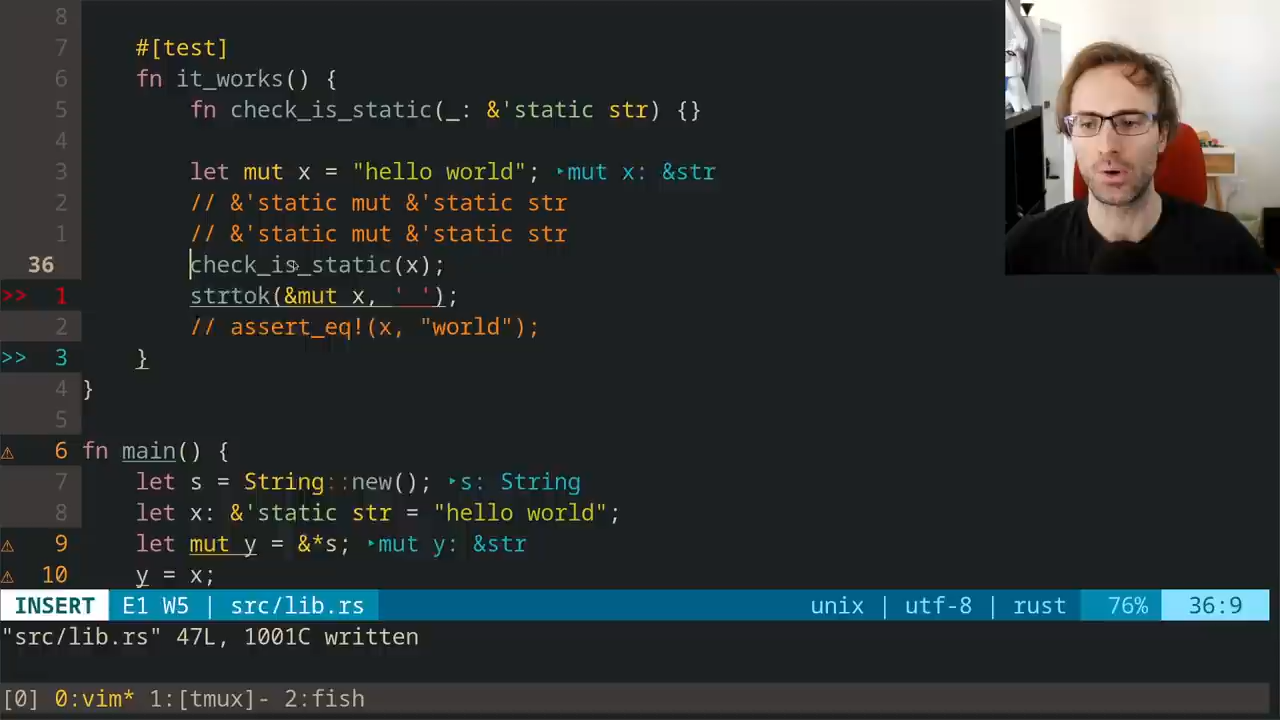 8
7 #[test]
6 fn it_works() {
5 fn check_is_static(_: &'static str) {}
4
3 let mut x = "hello world"; ‣mut x: &str
2 // &'static mut &'static str
1 // &'static mut &'static str
36 check_is_static(x);
>> 1 strtok(&mut x, ' ');
2 // assert_eq!(x, "world");
>> 3 }
4 }
5
⚠ 6 fn main() {
7 let s = String::new(); ‣s: String
8 let x: &'static str = "hello world";
⚠ 9 let mut y = &*s; ‣mut y: &str
⚠ 10 y = x;
INSERT E1 W5 | src/lib.rs unix | utf-8 | rust 76% 36:9
"src/lib.rs" 47L, 1001C written
[0] 0:vim* 1:[tmux]- 2:fish